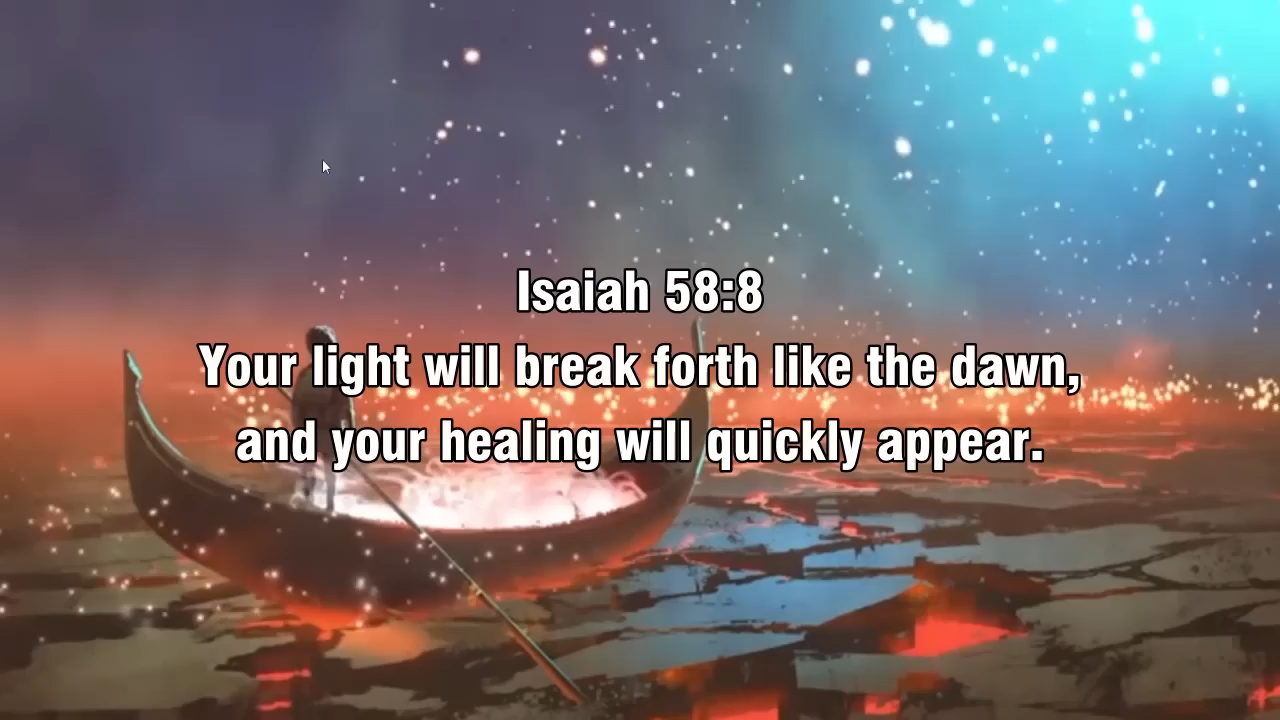 Isaiah 58:8
Your light will break forth like the dawn,
and your healing will quickly appear.